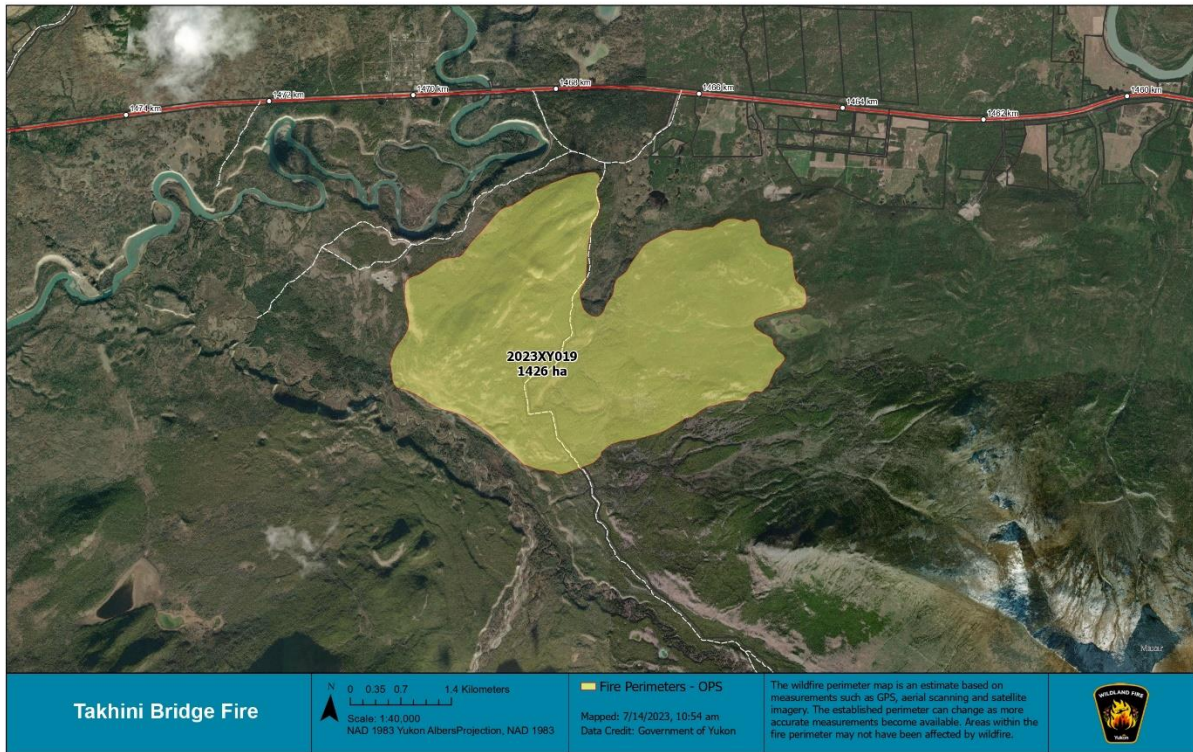 1474 km
1472 km
1470 km
1468 km
1466 km
1464 km
1462 km
1460 km
2023XY019
1426 ha
Takhini Bridge Fire
N
0 0.35 0.7 1.4 Kilometers
Scale: 1:40,000
NAD 1983 Yukon AlbersProjection, NAD 1983
Fire Perimeters - OPS
Mapped: 7/14/2023, 10:54 am
Data Credit: Government of Yukon
The wildfire perimeter map is an estimate based on
measurements such as GPS, aerial scanning and satellite
imagery. The established perimeter can change as more
accurate measurements become available. Areas within the
fire perimeter may not have been affected by wildfire.
WILDLAND FIRE
Yukon